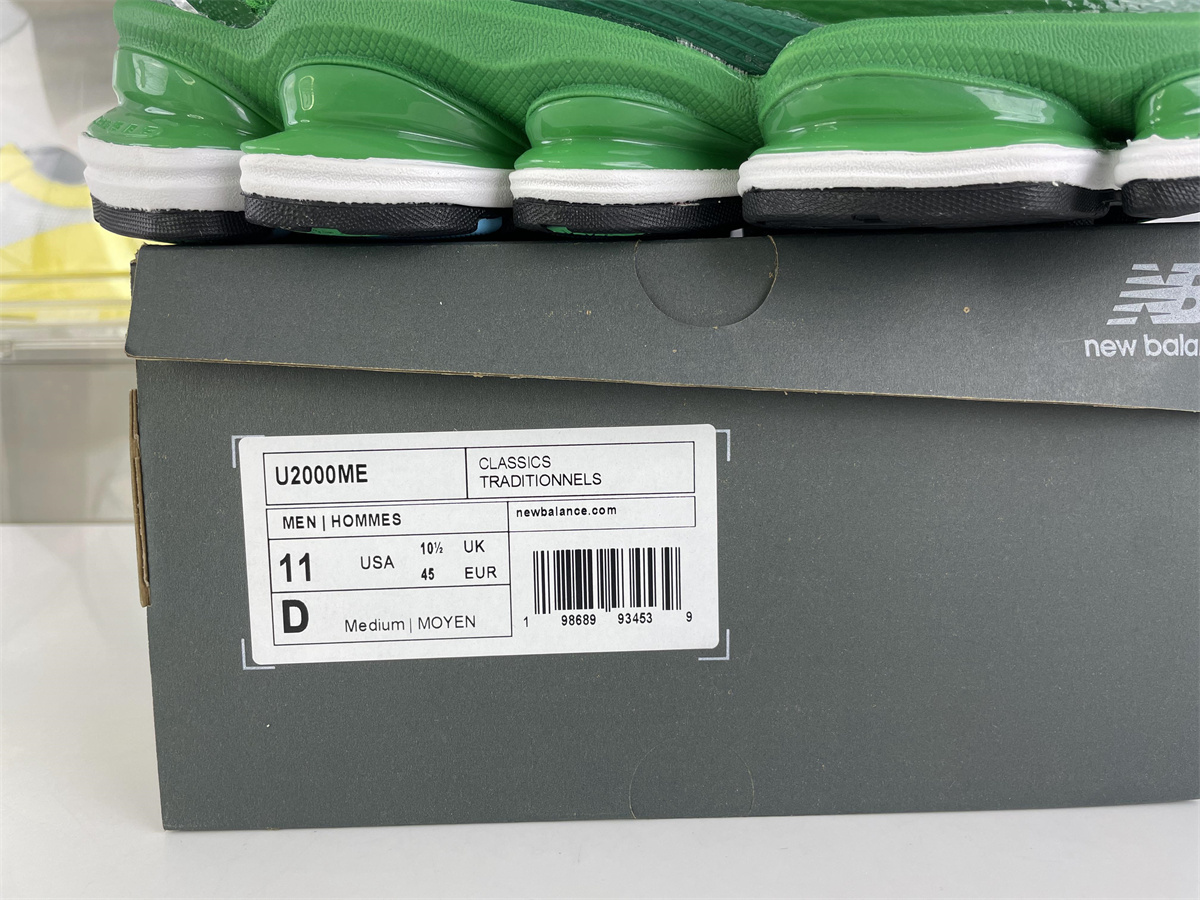 new bala
U2000ME
CLASSICS
TRADITIONNELS
MEN | HOMMES
newbalance.com
11 USA 10½ UK
45 EUR
D Medium | MOYEN
1 98689 93453 9